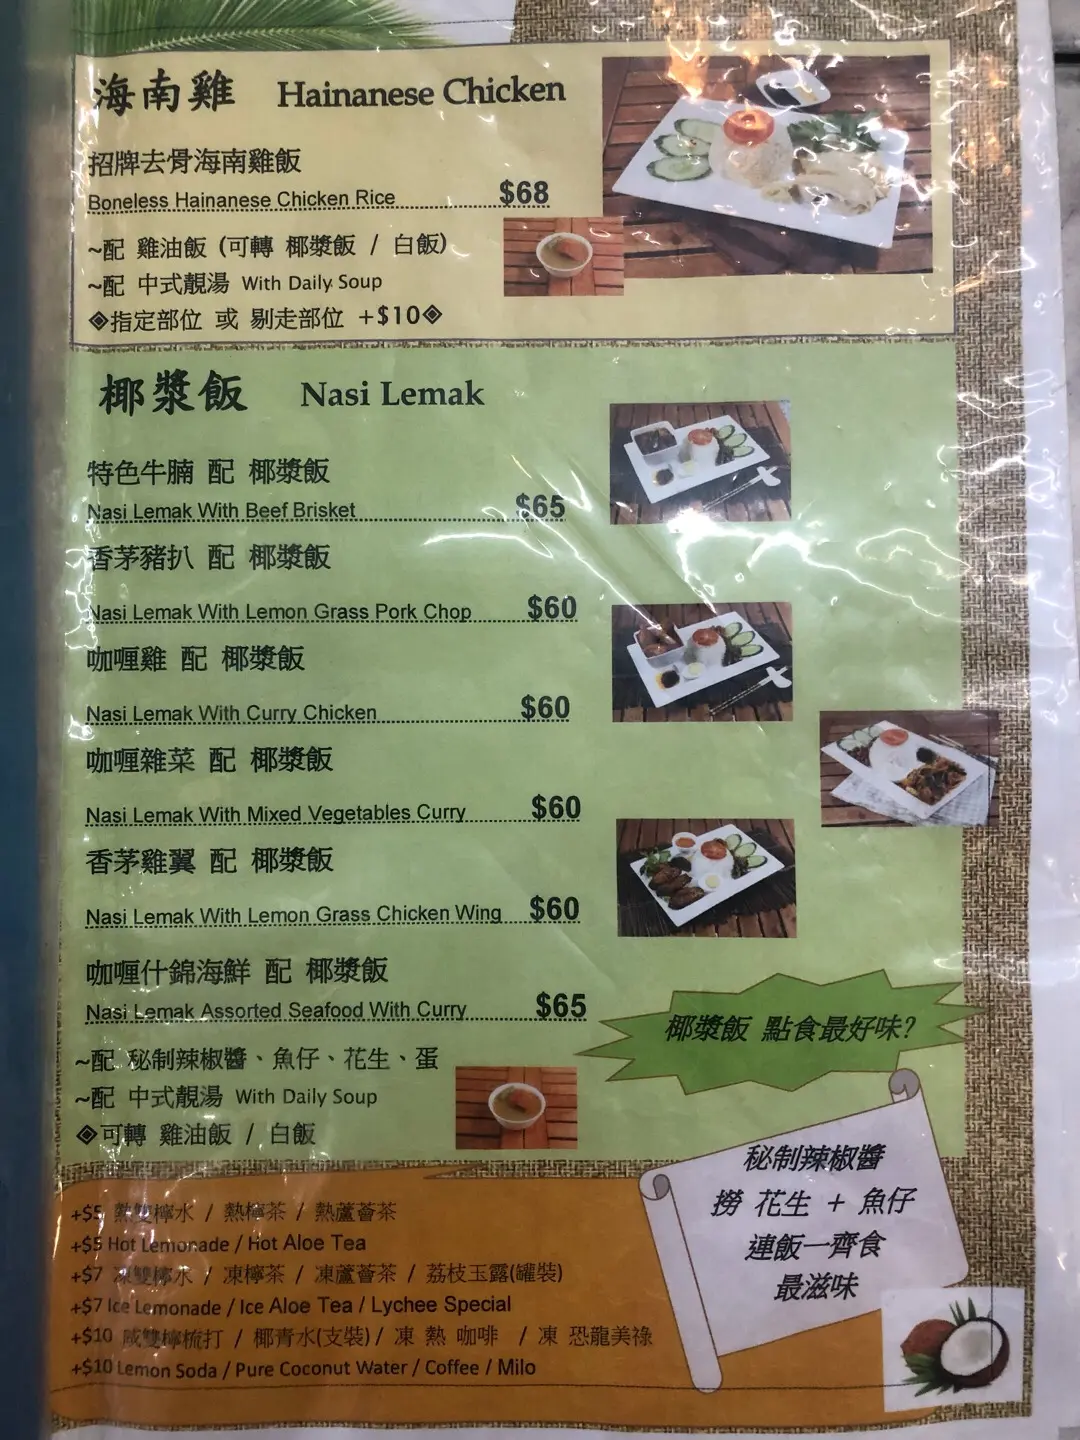 海南雞 Hainanese Chicken
招牌去骨海南雞飯
Boneless Hainanese Chicken Rice $68
~配 雞油飯 (可轉 椰漿飯 / 白飯)
~配 中式靚湯 With Daily Soup
◈指定部位 或 剔走部位 +$10◈
椰漿飯 Nasi Lemak
特色牛腩 配 椰漿飯
Nasi Lemak With Beef Brisket $65
香茅豬扒 配 椰漿飯
Nasi Lemak With Lemon Grass Pork Chop $60
咖喱雞 配 椰漿飯
Nasi Lemak With Curry Chicken $60
咖喱雜菜 配 椰漿飯
Nasi Lemak With Mixed Vegetables Curry $60
香茅雞翼 配 椰漿飯
Nasi Lemak With Lemon Grass Chicken Wing $60
咖喱什錦海鮮 配 椰漿飯
Nasi Lemak Assorted Seafood With Curry $65
~配 秘制辣椒醬、魚仔、花生、蛋
~配 中式靚湯 With Daily Soup
◈可轉 雞油飯 / 白飯
椰漿飯 點食最好味?
秘制辣椒醬
撈 花生 + 魚仔
連飯一齊食
最滋味
+$5 熱雙檸水 / 熱檸茶 / 熱蘆薈茶
+$5 Hot Lemonade / Hot Aloe Tea
+$7 凍雙檸水 / 凍檸茶 / 凍蘆薈茶 / 荔枝玉露(罐裝)
+$7 Ice Lemonade / Ice Aloe Tea / Lychee Special
+$10 咸雙檸梳打 / 椰青水(支裝) / 凍 熱 咖啡 / 凍 恐龍美祿
+$10 Lemon Soda / Pure Coconut Water / Coffee / Milo